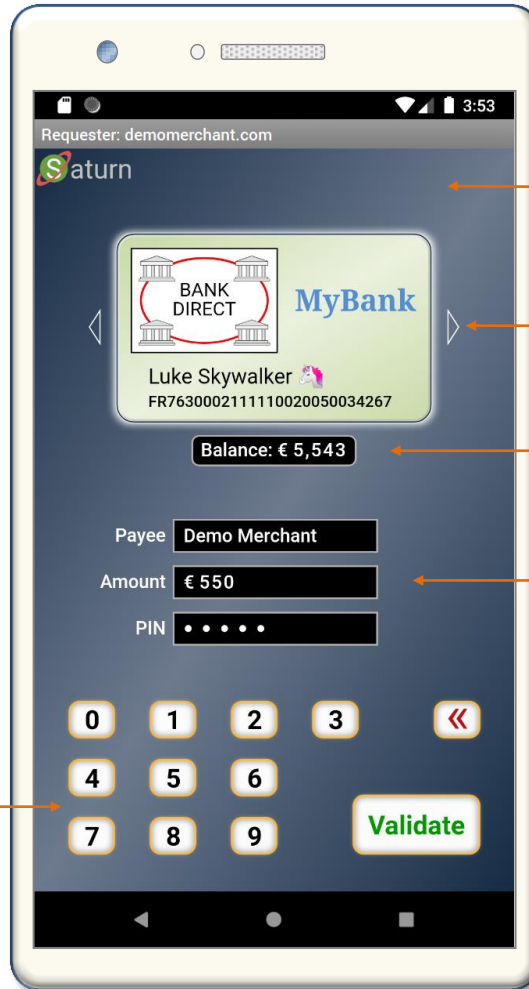 3:53
Requester: demomerchant.com
Saturn
BANK
DIRECT
MyBank
Luke Skywalker 🦄
FR7630002111110020050034267
Balance: € 5,543
Payee Demo Merchant
Amount € 550
PIN • • • • •
0 1 2 3 «
4 5 6
7 8 9 Validate